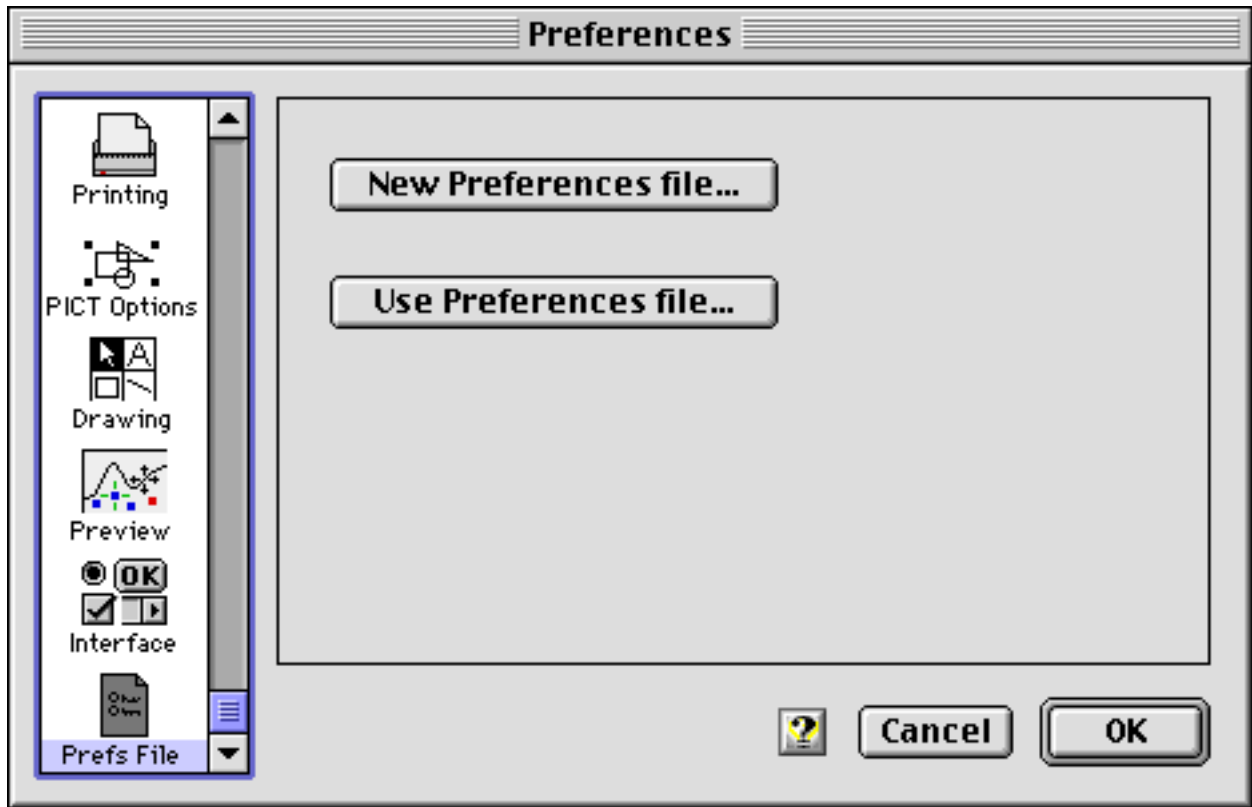 Preferences
Printing
PICT Options
A
Drawing
Preview
OK
Interface
Prefs File
New Preferences file...
Use Preferences file...
?
Cancel
OK